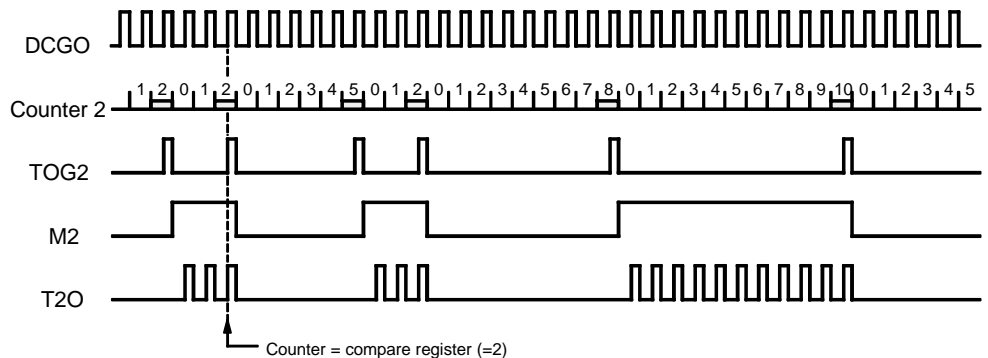 DCGO
Counter 2
1 2 0 1 2 0 1 2 3 4 5 0 1 2 0 1 2 3 4 5 6 7 8 0 1 2 3 4 5 6 7 8 9 10 0 1 2 3 4 5
TOG2
M2
T2O
Counter = compare register (=2)